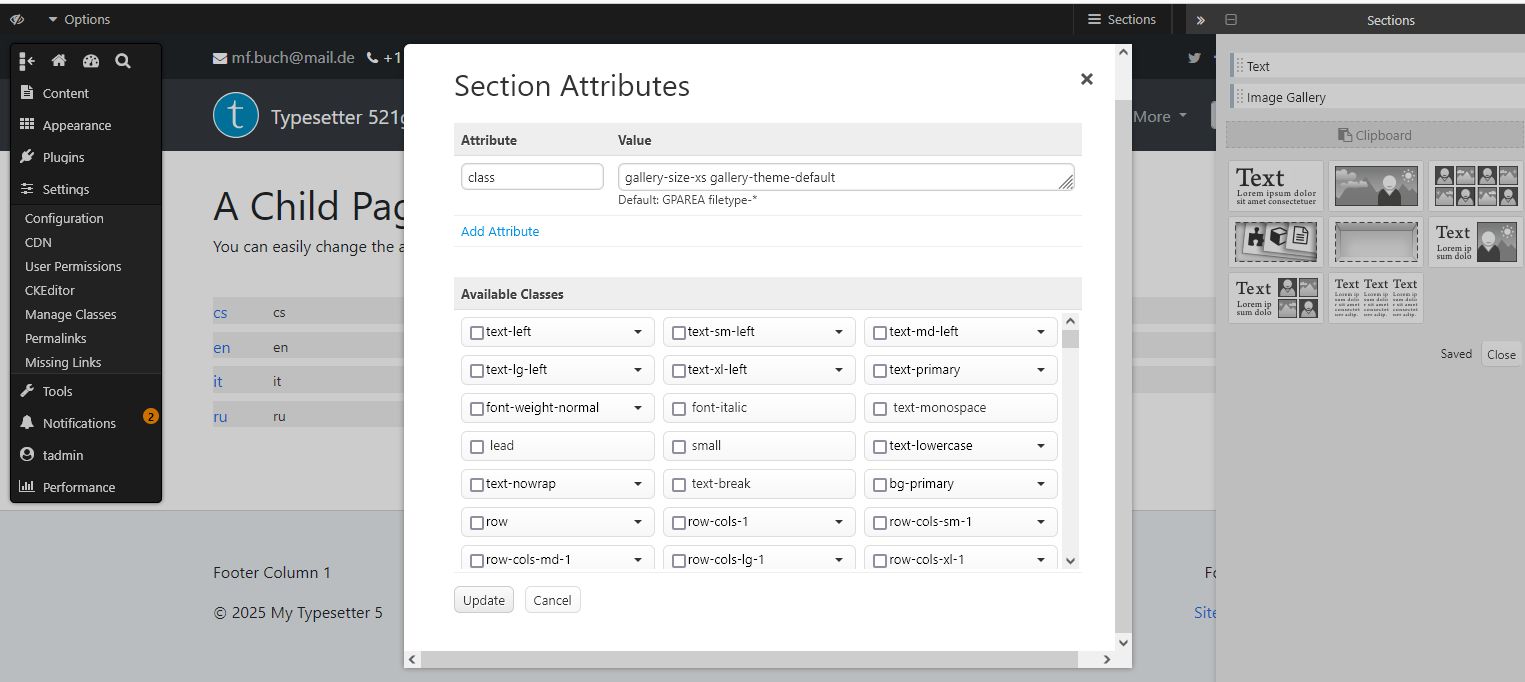 Options
Sections
Sections
Content
Appearance
Plugins
Settings
Configuration
CDN
User Permissions
CKEditor
Manage Classes
Permalinks
Missing Links
Tools
Notifications
2
tadmin
Performance
mf.buch@mail.de
+1
t
Typesetter 521g
More
A Child Pag
You can easily change the a
cs cs
en en
it it
ru ru
Footer Column 1
© 2025 My Typesetter 5
Site
Section Attributes
Attribute Value
class gallery-size-xs gallery-theme-default
Default: GPAREA filetype-*
Add Attribute
Available Classes
text-left text-sm-left text-md-left
text-lg-left text-xl-left text-primary
font-weight-normal font-italic text-monospace
lead small text-lowercase
text-nowrap text-break bg-primary
row row-cols-1 row-cols-sm-1
row-cols-md-1 row-cols-lg-1 row-cols-xl-1
Update Cancel
Text
Image Gallery
Clipboard
Text
Lorem ipsum dolor
sit amet consectetuer
Text
Lorem ip
sum dolo
Text
Lorem ip
sum dolo
Text Text Text
Saved Close